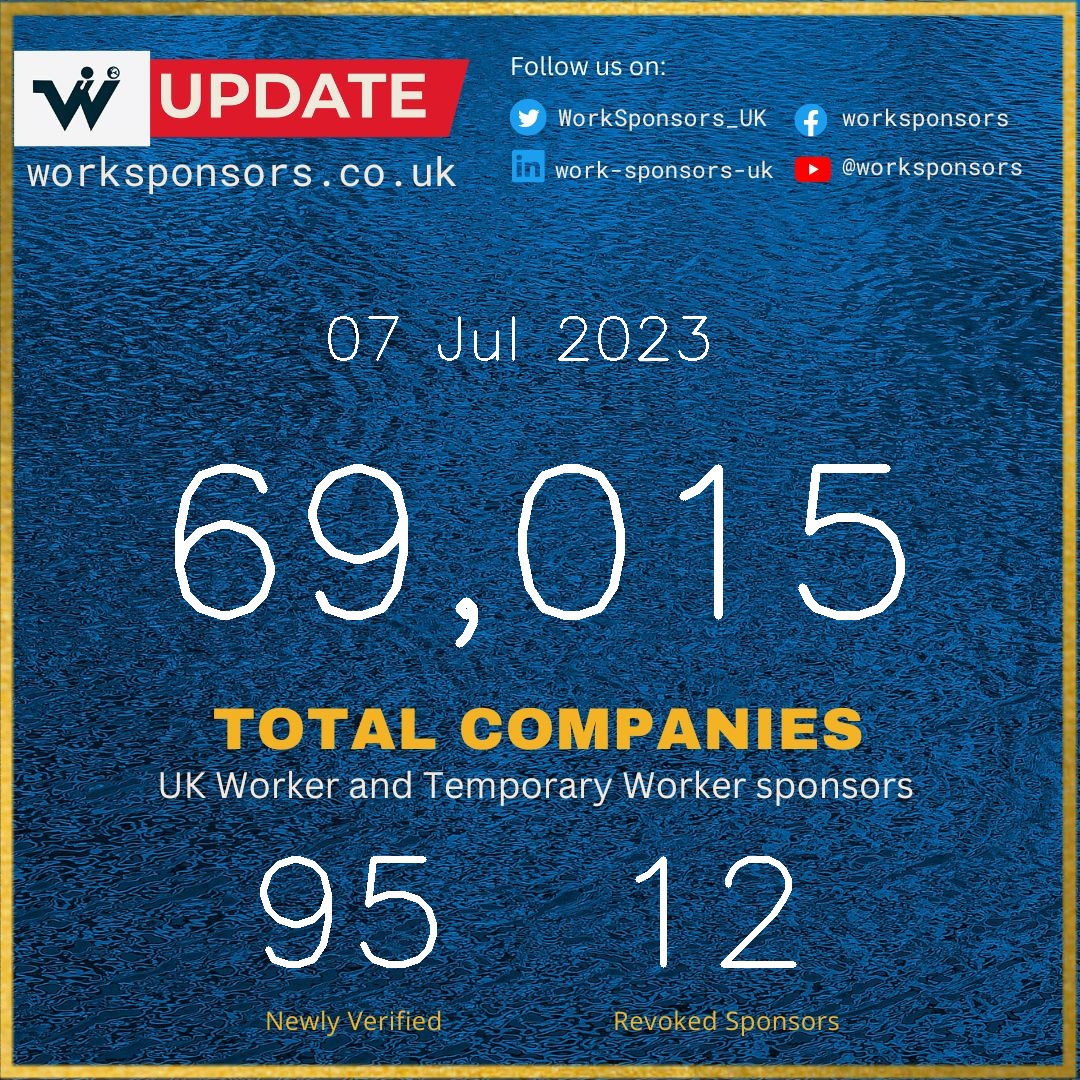 UPDATE
worksponsors.co.uk
Follow us on:
WorkSponsors_UK
worksponsors
work-sponsors-uk
@worksponsors
07 Jul 2023
69,015
TOTAL COMPANIES
UK Worker and Temporary Worker sponsors
95 12
Newly Verified Revoked Sponsors